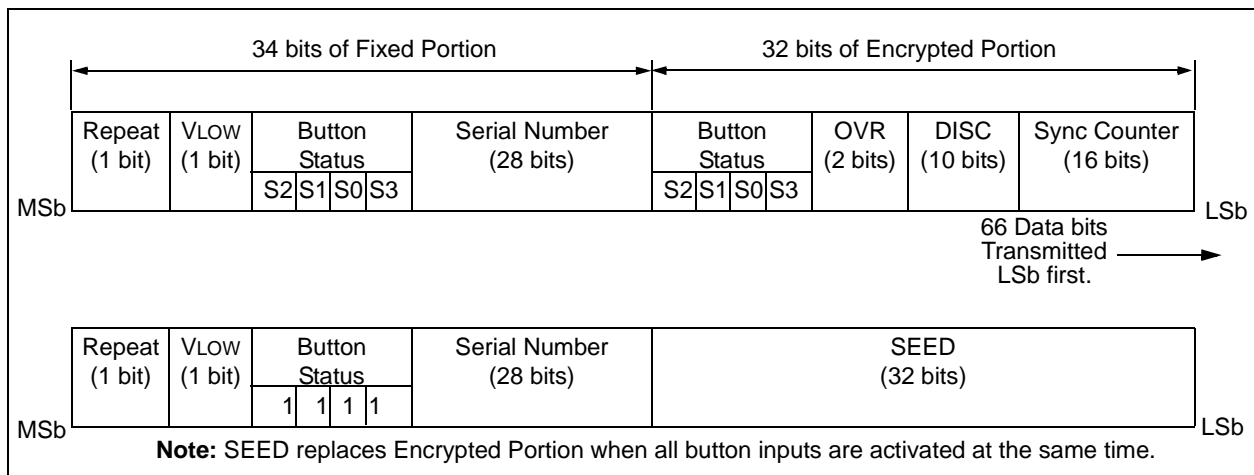 34 bits of Fixed Portion 32 bits of Encrypted Portion
Repeat VLOW Button Serial Number Button OVR DISC Sync Counter
(1 bit) (1 bit) Status (28 bits) Status (2 bits) (10 bits) (16 bits)
S2 S1 S0 S3 S2 S1 S0 S3
MSb LSb
66 Data bits
Transmitted
LSb first.
Repeat VLOW Button Serial Number SEED
(1 bit) (1 bit) Status (28 bits) (32 bits)
1 1 1 1
MSb LSb
Note: SEED replaces Encrypted Portion when all button inputs are activated at the same time.